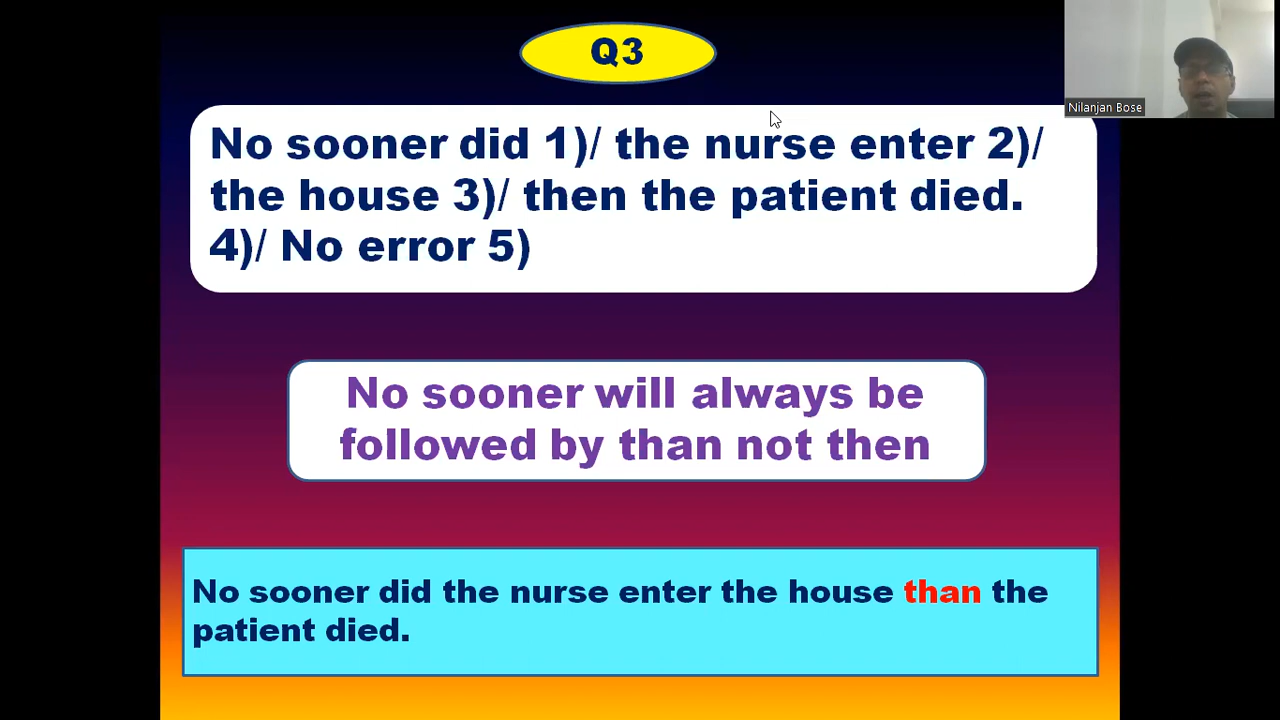 Q3
Nilanjan Bose
No sooner did 1)/ the nurse enter 2)/
the house 3)/ then the patient died.
4)/ No error 5)
No sooner will always be
followed by than not then
No sooner did the nurse enter the house than the
patient died.